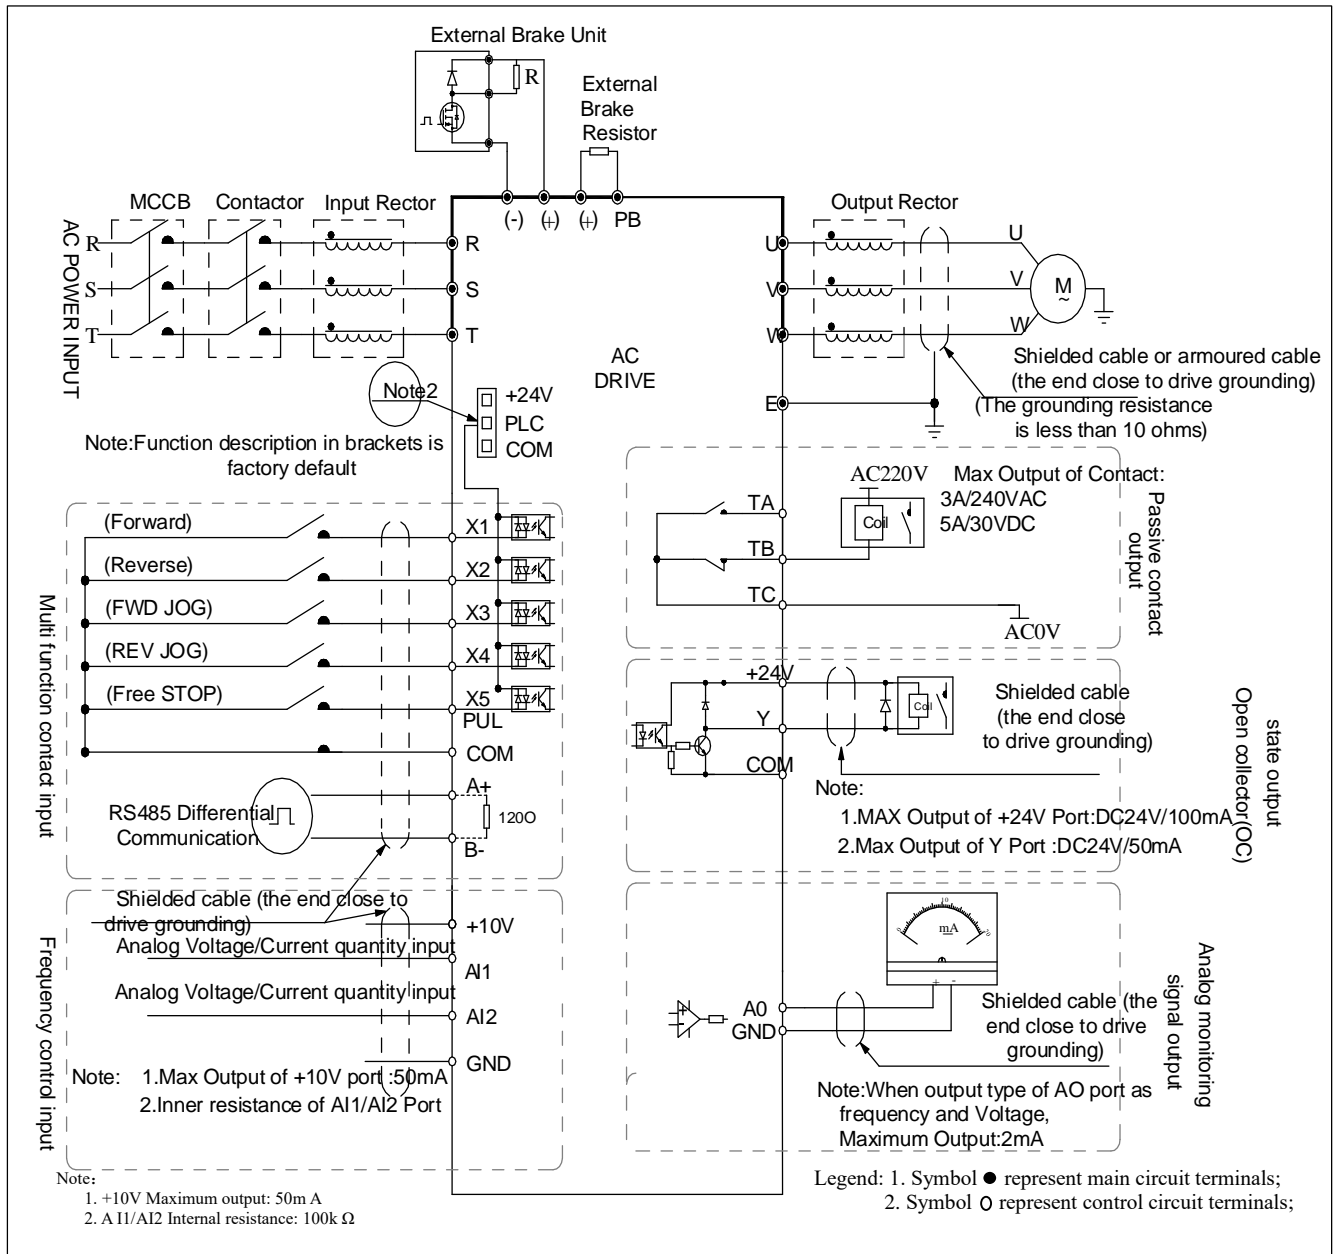 External Brake Unit
R
External
Brake
Resistor
MCCB
Contactor
Input Rector
(-)
(+)
(+)
PB
Output Rector
AC POWER INPUT
R
S
T
R
S
T
U
V
W
U
V
W
M
~
AC
DRIVE
E
Shielded cable or armoured cable
(the end close to drive grounding)
(The grounding resistance
is less than 10 ohms)
Note2
+24V
PLC
COM
Note:Function description in brackets is
factory default
Multi function contact input
(Forward)
(Reverse)
(FWD JOG)
(REV JOG)
(Free STOP)
X1
X2
X3
X4
X5
PUL
COM
A+
B-
120O
RS485 Differential
Communication
TA
TB
TC
AC220V
Coil
AC0V
Max Output of Contact:
3A/240VAC
5A/30VDC
Passive contact
output
+24V
Y
COM
Coil
Shielded cable
(the end close
to drive grounding)
Note:
1.MAX Output of +24V Port:DC24V/100mA
2.Max Output of Y Port :DC24V/50mA
state output
Open collector(OC)
Frequency control input
Shielded cable (the end close to
drive grounding)
Analog Voltage/Current quantity input
Analog Voltage/Current quantity input
+10V
AI1
AI2
GND
Note:
1.Max Output of +10V port :50mA
2.Inner resistance of AI1/AI2 Port
0
10
20
mA
+
-
A0
GND
Shielded cable (the
end close to drive
grounding)
Note:When output type of AO port as
frequency and Voltage,
Maximum Output:2mA
Analog monitoring
signal output
Note:
1. +10V Maximum output: 50m A
2. A I1/AI2 Internal resistance: 100k Ω
Legend: 1. Symbol ● represent main circuit terminals;
2. Symbol O represent control circuit terminals;